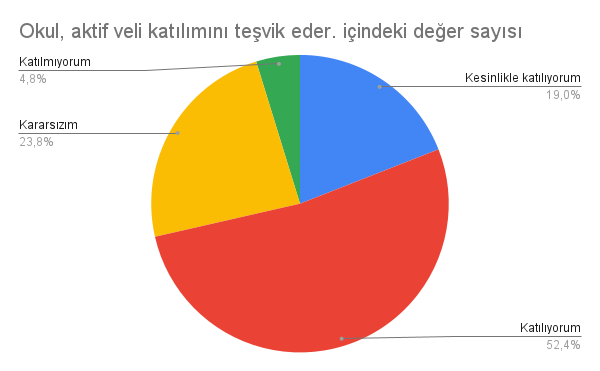 Okul, aktif veli katılımını teşvik eder. içindeki değer sayısı
Katılmıyorum
4,8%
Kesinlikle katılıyorum
19,0%
Kararsızım
23,8%
Katılıyorum
52,4%